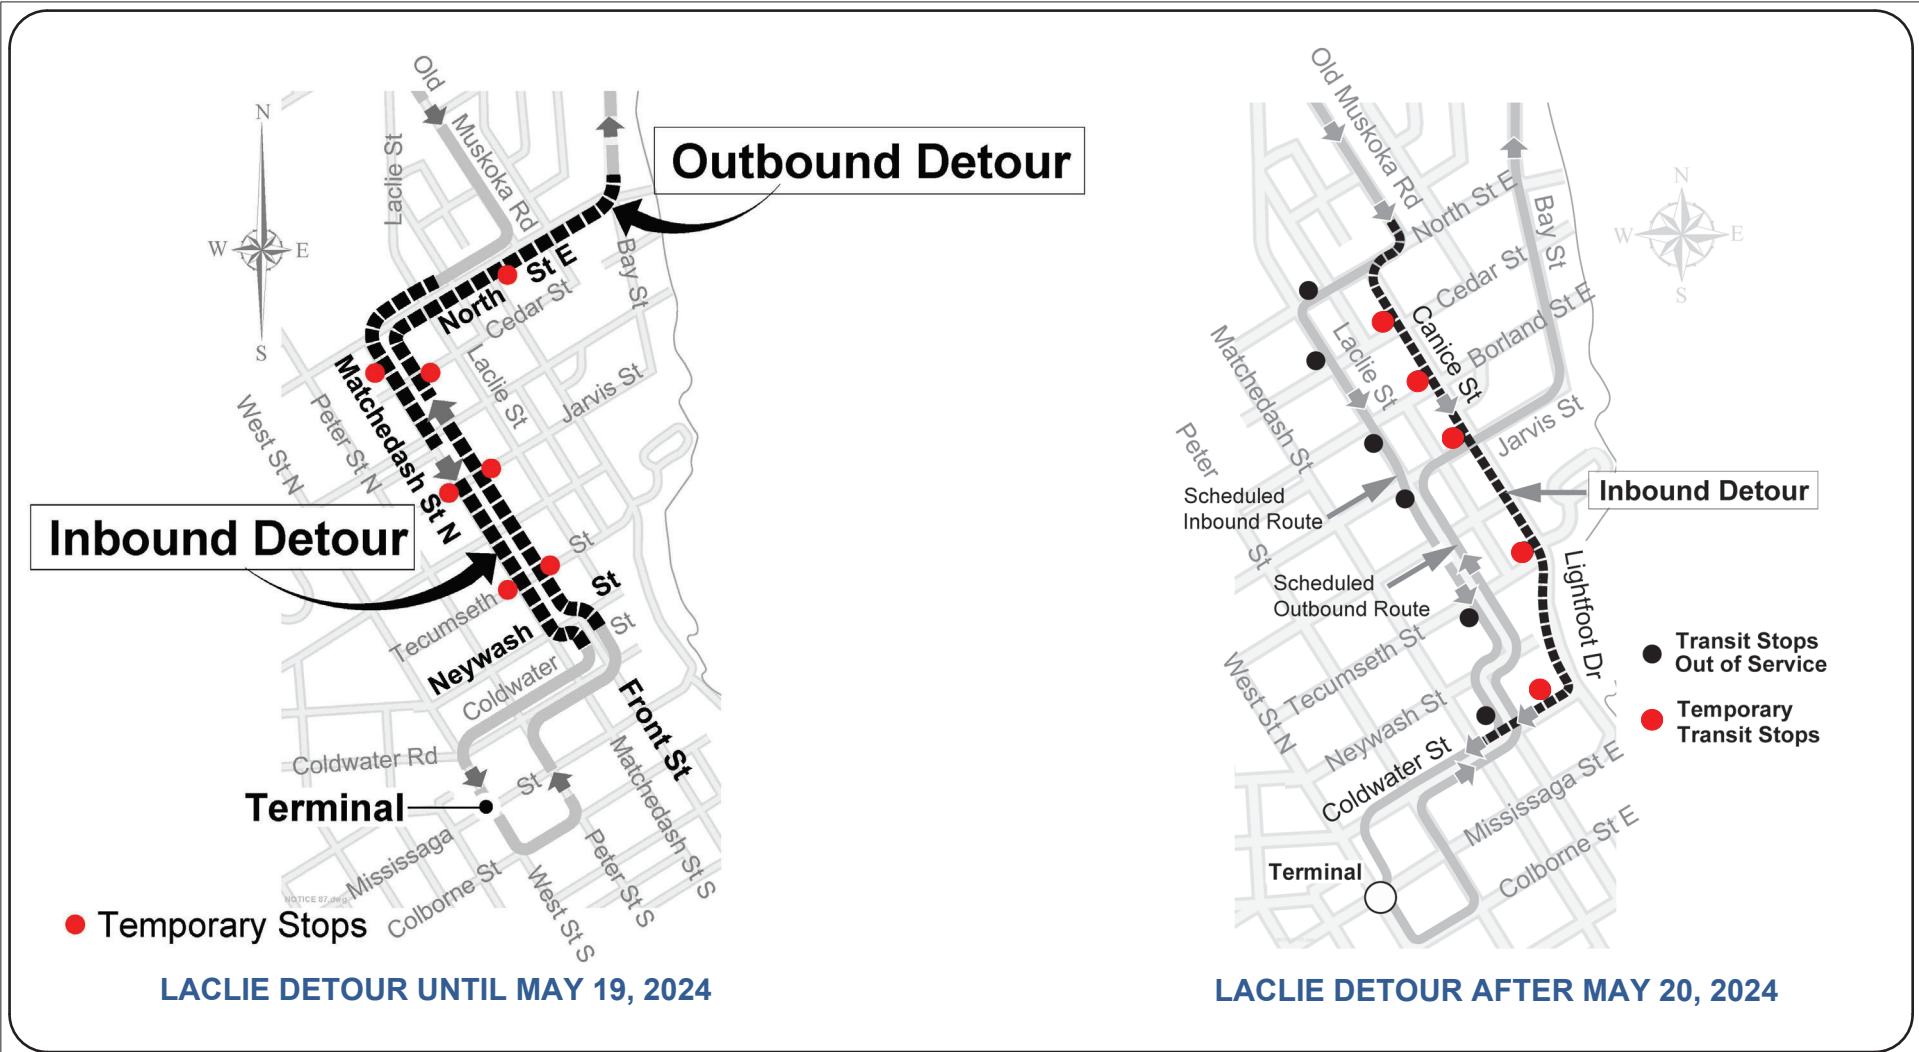 Old
Muskoka Rd
Laclie St
N
W
E
S
Outbound Detour
Bay St
North
St E
Cedar St
Laclie St
Jarvis St
Matchedash St N
West St N
Peter St N
Inbound Detour
St
St
St
Tecumseth
Neywash
Coldwater
Front St
Coldwater Rd
St
Terminal
Matchedash St S
Mississaga
Colborne St
West St S
Peter St S
NOTICE 87.dwg
Temporary Stops
LACLIE DETOUR UNTIL MAY 19, 2024
Old Muskoka Rd
North St E
Bay St
N
W
E
S
Cedar St
Canice St
Borland St E
Laclie St
Matchedash St
Jarvis St
Peter
St
Scheduled
Inbound Route
Inbound Detour
Scheduled
Outbound Route
Lightfoot Dr
Tecumseth St
West St N
Neywash St
Coldwater St
Mississaga St E
Colborne St E
Terminal
Transit Stops
Out of Service
Temporary
Transit Stops
LACLIE DETOUR AFTER MAY 20, 2024